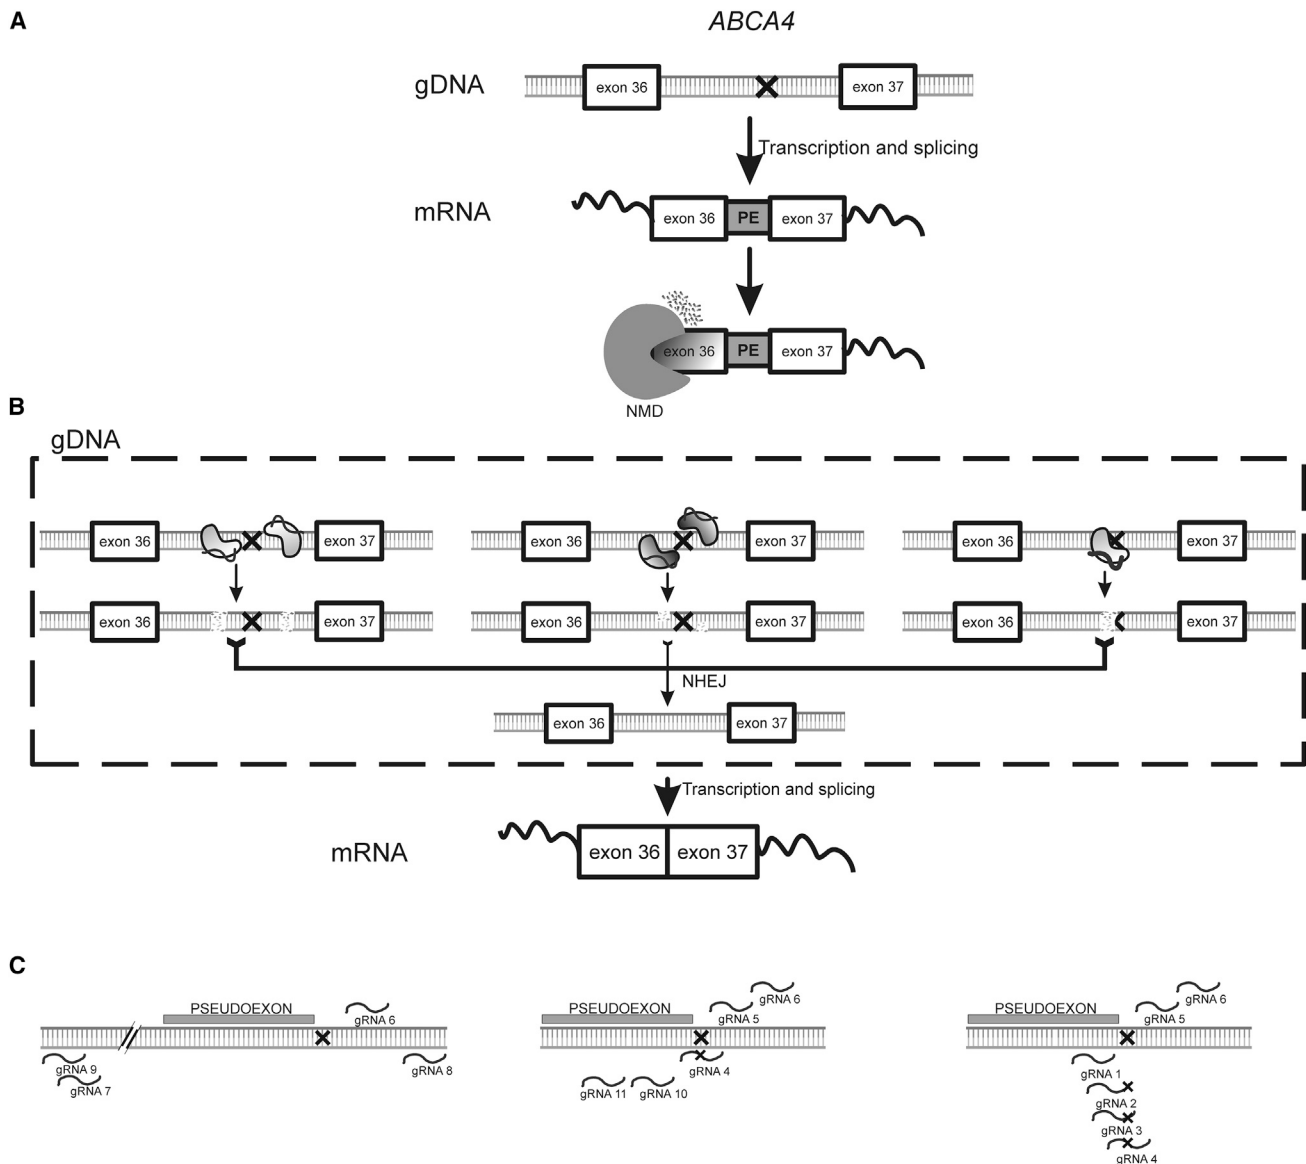 A
ABCA4
gDNA
exon 36
exon 37
Transcription and splicing
mRNA
exon 36
PE
exon 37
exon 36
PE
exon 37
NMD
B
gDNA
exon 36
exon 37
exon 36
exon 37
exon 36
exon 37
exon 36
exon 37
exon 36
exon 37
exon 36
exon 37
NHEJ
exon 36
exon 37
Transcription and splicing
mRNA
exon 36
exon 37
C
PSEUDOEXON
gRNA 6
gRNA 9
gRNA 7
gRNA 8
PSEUDOEXON
gRNA 6
gRNA 5
gRNA 4
gRNA 11
gRNA 10
PSEUDOEXON
gRNA 6
gRNA 5
gRNA 1
gRNA 2
gRNA 3
gRNA 4